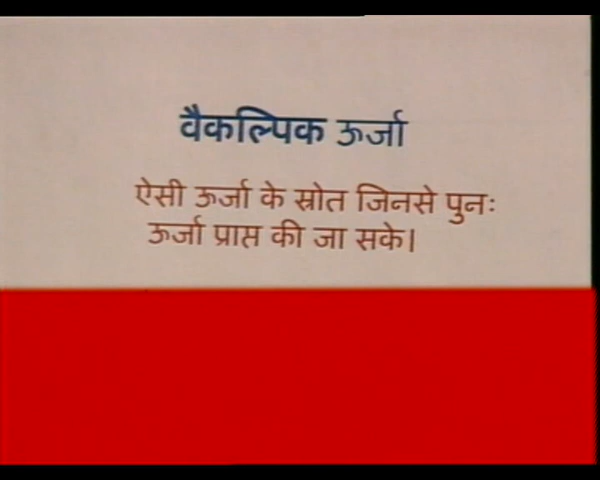 वैकल्पिक ऊर्जा
ऐसी ऊर्जा के स्रोत जिनसे पुनः
ऊर्जा प्राप्त की जा सके।